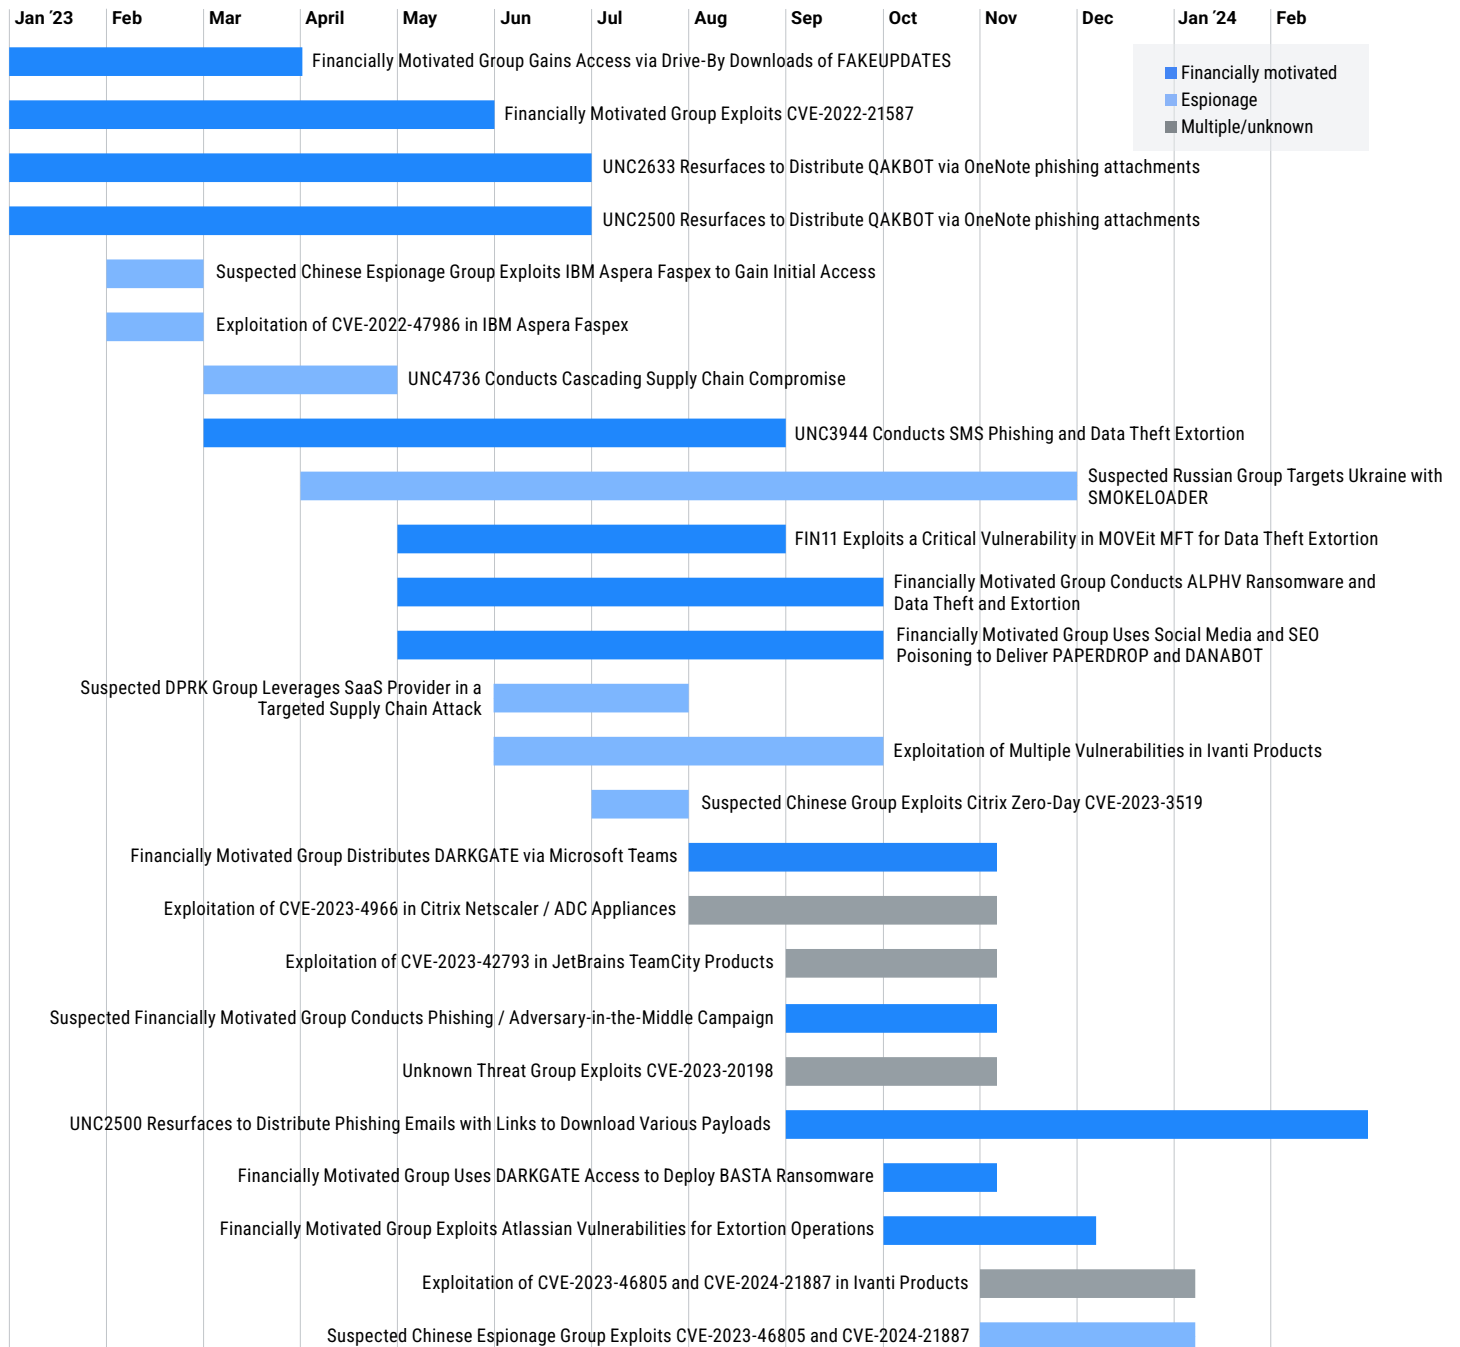 Jan ’23 Feb Mar April May Jun Jul Aug Sep Oct Nov Dec Jan ’24 Feb
Financially motivated
Espionage
Multiple/unknown
Financially Motivated Group Gains Access via Drive-By Downloads of FAKEUPDATES
Financially Motivated Group Exploits CVE-2022-21587
UNC2633 Resurfaces to Distribute QAKBOT via OneNote phishing attachments
UNC2500 Resurfaces to Distribute QAKBOT via OneNote phishing attachments
Suspected Chinese Espionage Group Exploits IBM Aspera Faspex to Gain Initial Access
Exploitation of CVE-2022-47986 in IBM Aspera Faspex
UNC4736 Conducts Cascading Supply Chain Compromise
UNC3944 Conducts SMS Phishing and Data Theft Extortion
Suspected Russian Group Targets Ukraine with
SMOKELOADER
FIN11 Exploits a Critical Vulnerability in MOVEit MFT for Data Theft Extortion
Financially Motivated Group Conducts ALPHV Ransomware and
Data Theft and Extortion
Financially Motivated Group Uses Social Media and SEO
Poisoning to Deliver PAPERDROP and DANABOT
Suspected DPRK Group Leverages SaaS Provider in a
Targeted Supply Chain Attack
Exploitation of Multiple Vulnerabilities in Ivanti Products
Suspected Chinese Group Exploits Citrix Zero-Day CVE-2023-3519
Financially Motivated Group Distributes DARKGATE via Microsoft Teams
Exploitation of CVE-2023-4966 in Citrix Netscaler / ADC Appliances
Exploitation of CVE-2023-42793 in JetBrains TeamCity Products
Suspected Financially Motivated Group Conducts Phishing / Adversary-in-the-Middle Campaign
Unknown Threat Group Exploits CVE-2023-20198
UNC2500 Resurfaces to Distribute Phishing Emails with Links to Download Various Payloads
Financially Motivated Group Uses DARKGATE Access to Deploy BASTA Ransomware
Financially Motivated Group Exploits Atlassian Vulnerabilities for Extortion Operations
Exploitation of CVE-2023-46805 and CVE-2024-21887 in Ivanti Products
Suspected Chinese Espionage Group Exploits CVE-2023-46805 and CVE-2024-21887